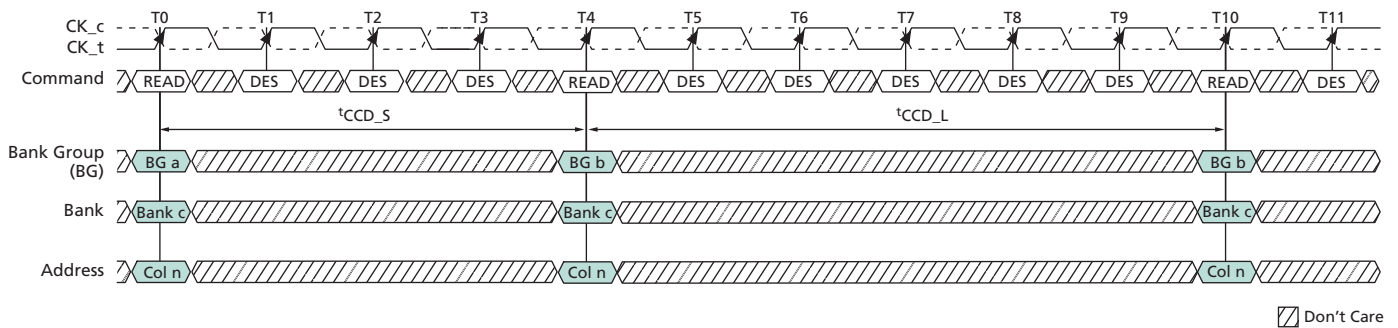 T0 T1 T2 T3 T4 T5 T6 T7 T8 T9 T10 T11
CK_c
CK_t
Command READ DES DES DES READ DES DES DES DES DES READ DES
tCCD_S tCCD_L
Bank Group
(BG)
BG a BG b BG b
Bank Bank c Bank c Bank c
Address Col n Col n Col n
Don't Care